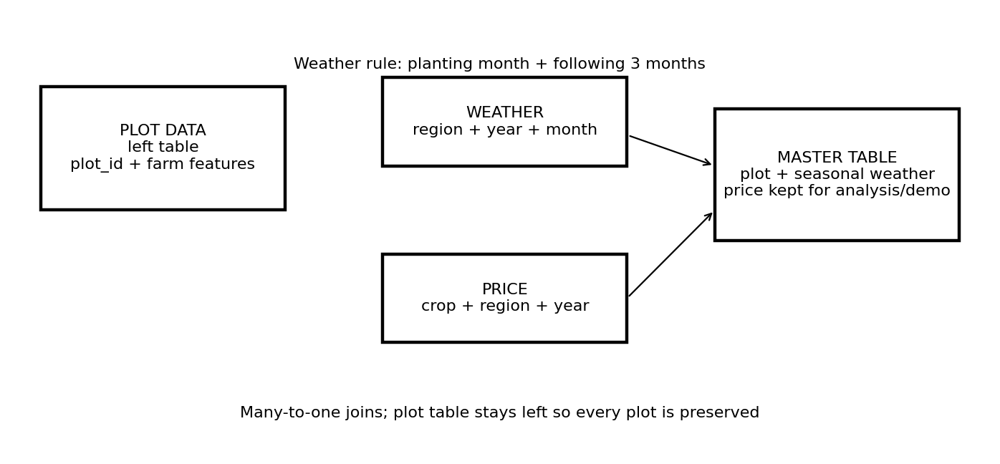 Weather rule: planting month + following 3 months
PLOT DATA
left table
plot_id + farm features
WEATHER
region + year + month
MASTER TABLE
plot + seasonal weather
price kept for analysis/demo
PRICE
crop + region + year
Many-to-one joins; plot table stays left so every plot is preserved